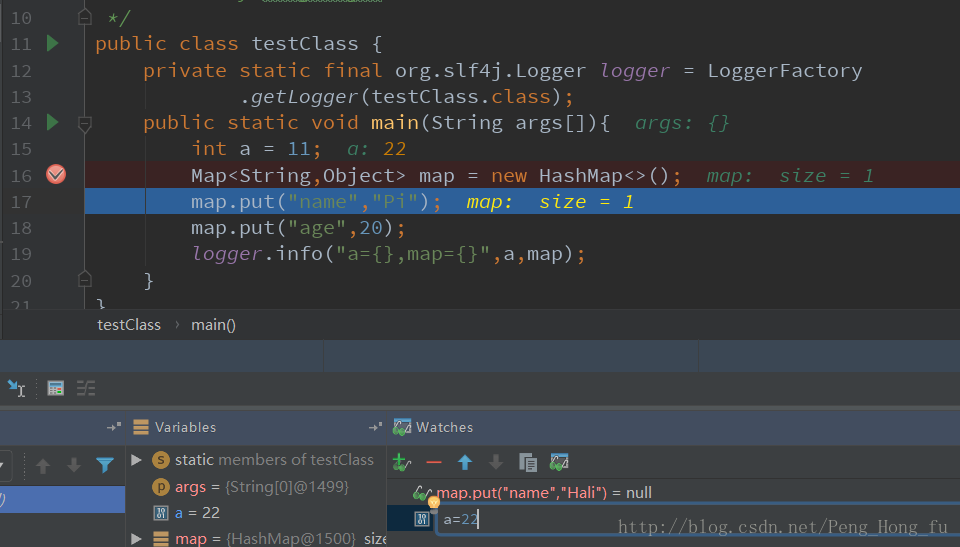 10 */
11 public class testClass {
12 private static final org.slf4j.Logger logger = LoggerFactory
13 .getLogger(testClass.class);
14 public static void main(String args[]){ args: {}
15 int a = 11; a: 22
16 Map<String,Object> map = new HashMap<>(); map: size = 1
17 map.put("name","Pi"); map: size = 1
18 map.put("age",20);
19 logger.info("a={},map={}",a,map);
20 }
21 }
testClass › main()
Variables
Watches
static members of testClass
args = {String[0]@1499}
a = 22
map = {HashMap@1500} size
map.put("name","Hali") = null
a=22
http://blog.csdn.net/Peng_Hong_fu